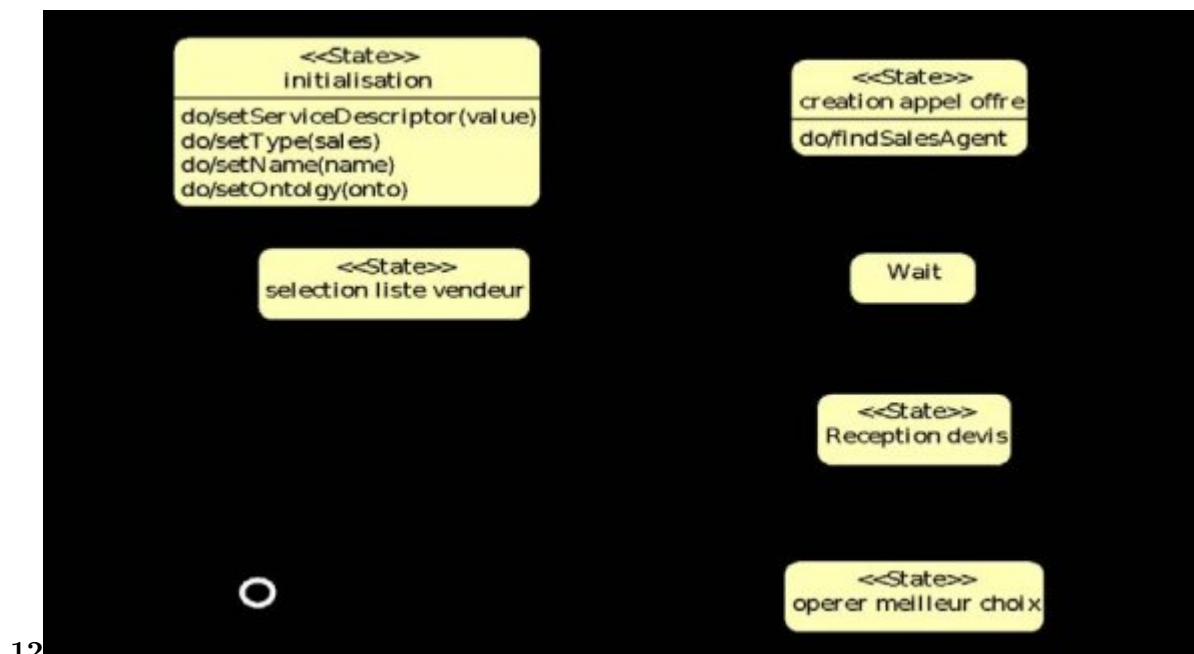 <<State>>
initialisation
do/setServiceDescriptor(value)
do/setType(sales)
do/setName(name)
do/setOntolgy(onto)
<<State>>
creation appel offre
do/findSalesAgent
<<State>>
selection liste vendeur
Wait
<<State>>
Reception devis
<<State>>
operer meilleur choix
12